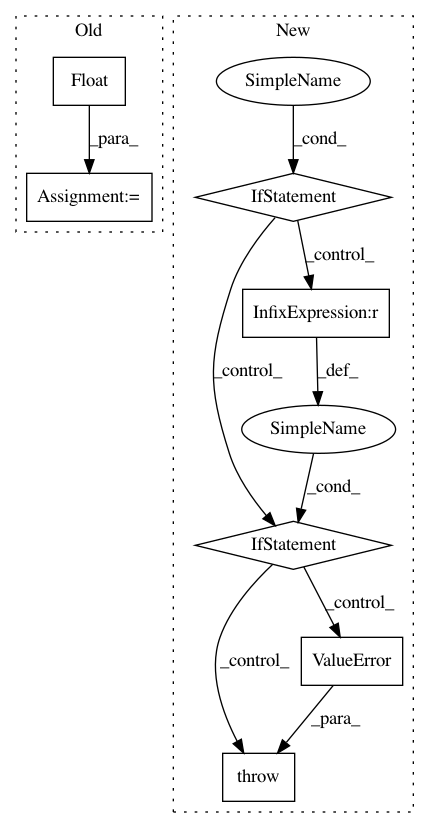 Old
New
Float
SimpleName
_para_
_cond_
Assignment:=
IfStatement
_control_
InfixExpression:r
_control_
_def_
SimpleName
_cond_
IfStatement
_control_
ValueError
_control_
_para_
throw